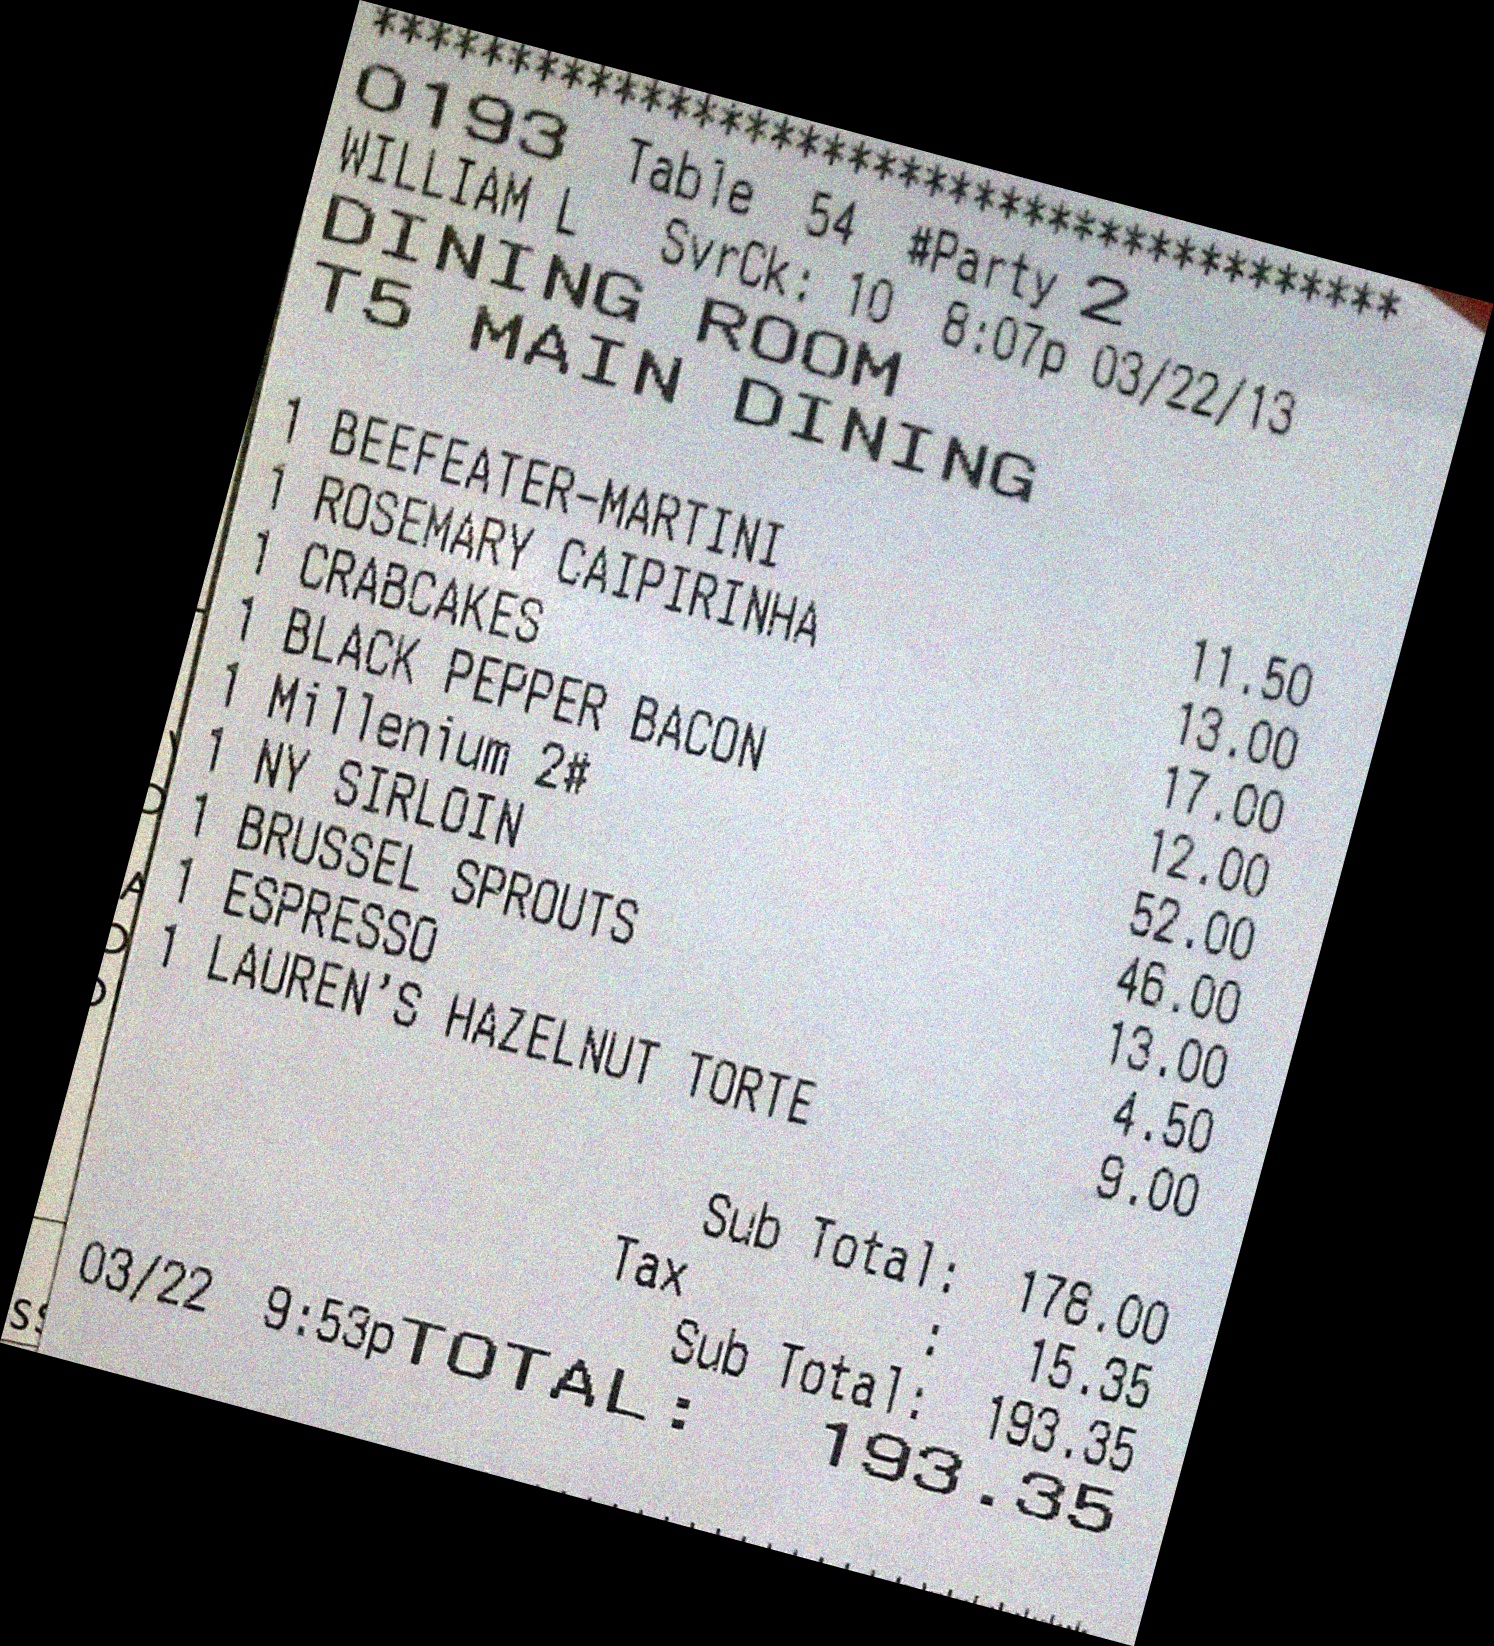 ****************************************
0193 Table 54 #Party 2
WILLIAM L SvrCk: 10 8:07p 03/22/13
DINING ROOM
T5 MAIN DINING
1 BEEFEATER-MARTINI 11.50
1 ROSEMARY CAIPIRINHA 13.00
1 CRABCAKES 17.00
1 BLACK PEPPER BACON 12.00
1 Millenium 2# 52.00
1 NY SIRLOIN 46.00
1 BRUSSEL SPROUTS 13.00
1 ESPRESSO 4.50
1 LAUREN'S HAZELNUT TORTE 9.00
Sub Total: 178.00
Tax : 15.35
Sub Total: 193.35
03/22 9:53pTOTAL: 193.35